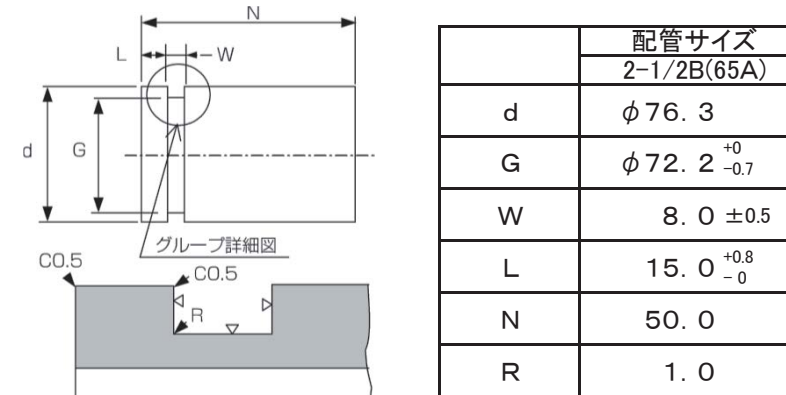 N
L
W
d
G
グループ詳細図
C0.5
C0.5
R
配管サイズ
2-1/2B(65A)
d φ76.3
G φ72.2 +0 -0.7
W 8.0 ±0.5
L 15.0 +0.8 -0
N 50.0
R 1.0